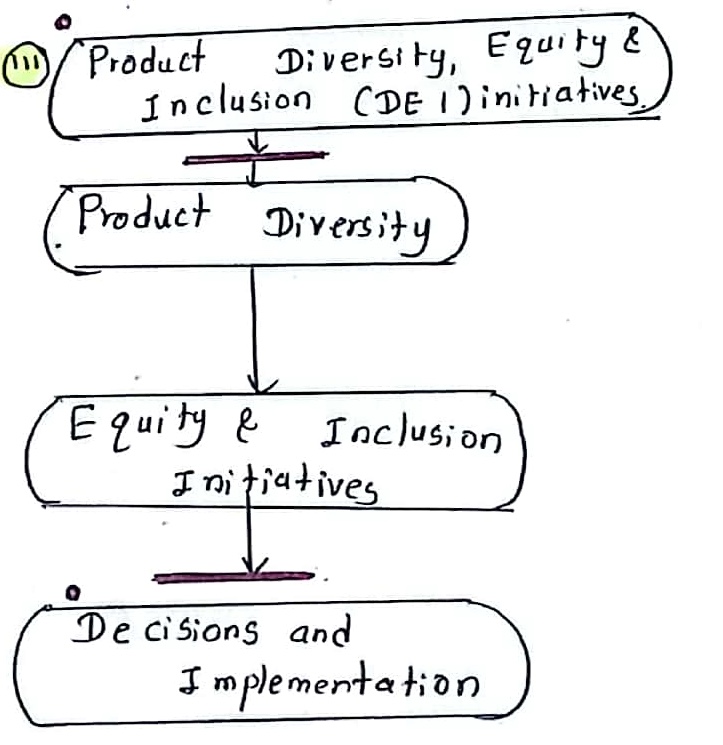 (iii) Product Diversity, Equity &
Inclusion (DEI) initiatives.
Product Diversity
Equity & Inclusion
Initiatives
Decisions and
Implementation